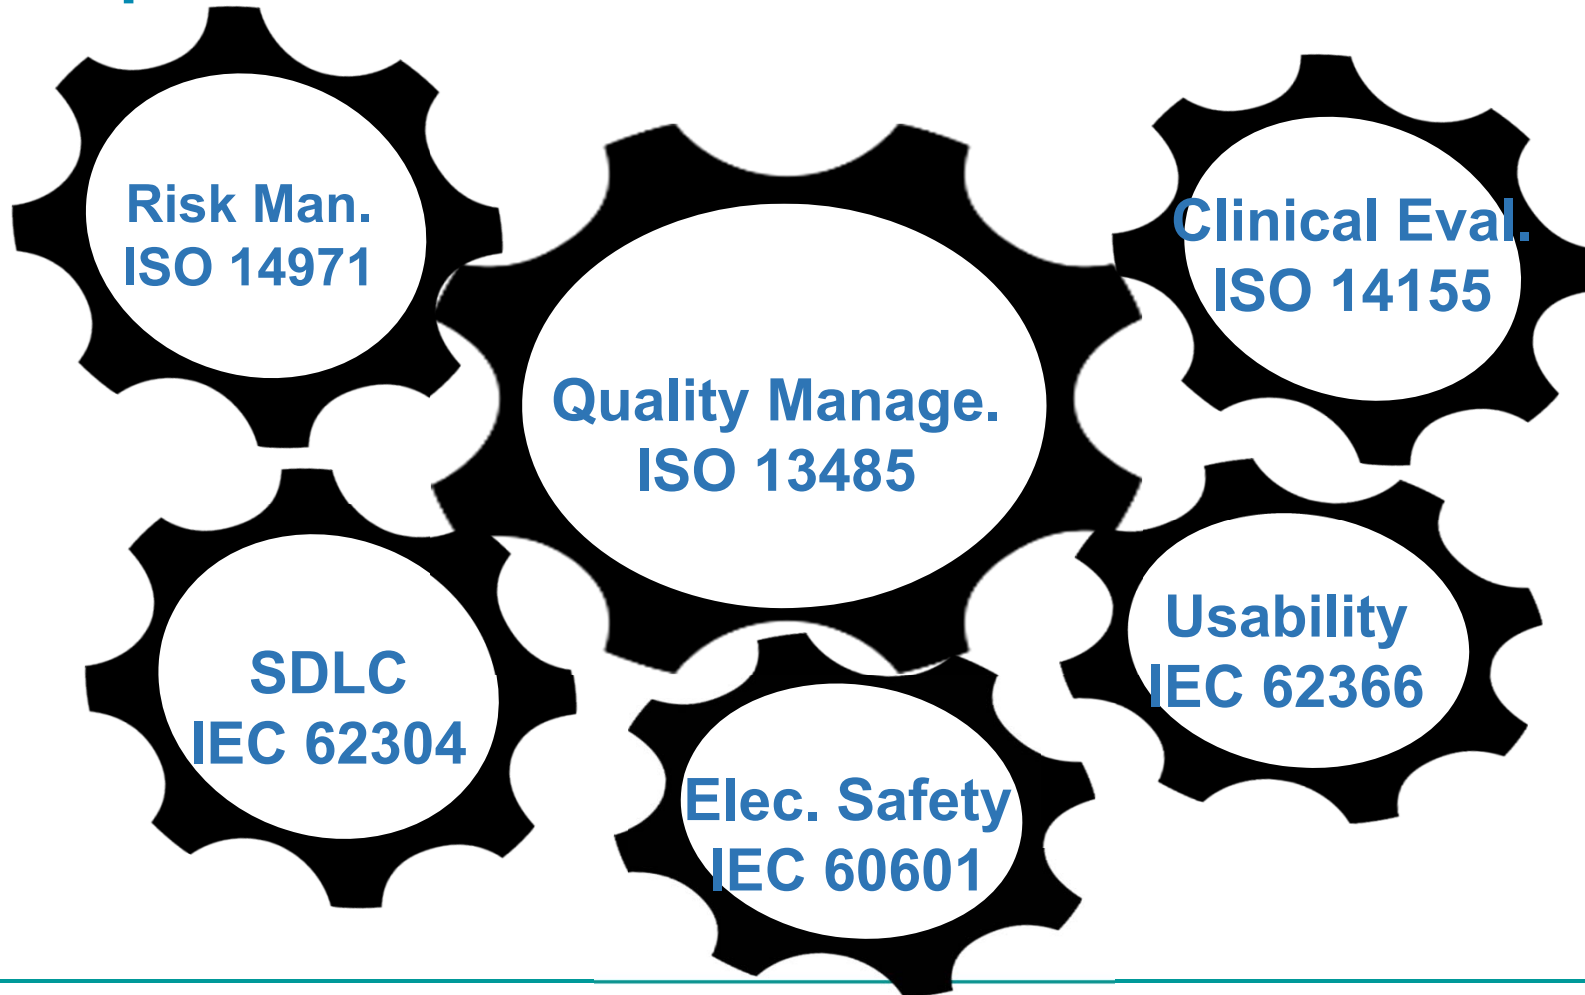 Risk Man.
ISO 14971
Clinical Eval.
ISO 14155
Quality Manage.
ISO 13485
SDLC
IEC 62304
Usability
IEC 62366
Elec. Safety
IEC 60601